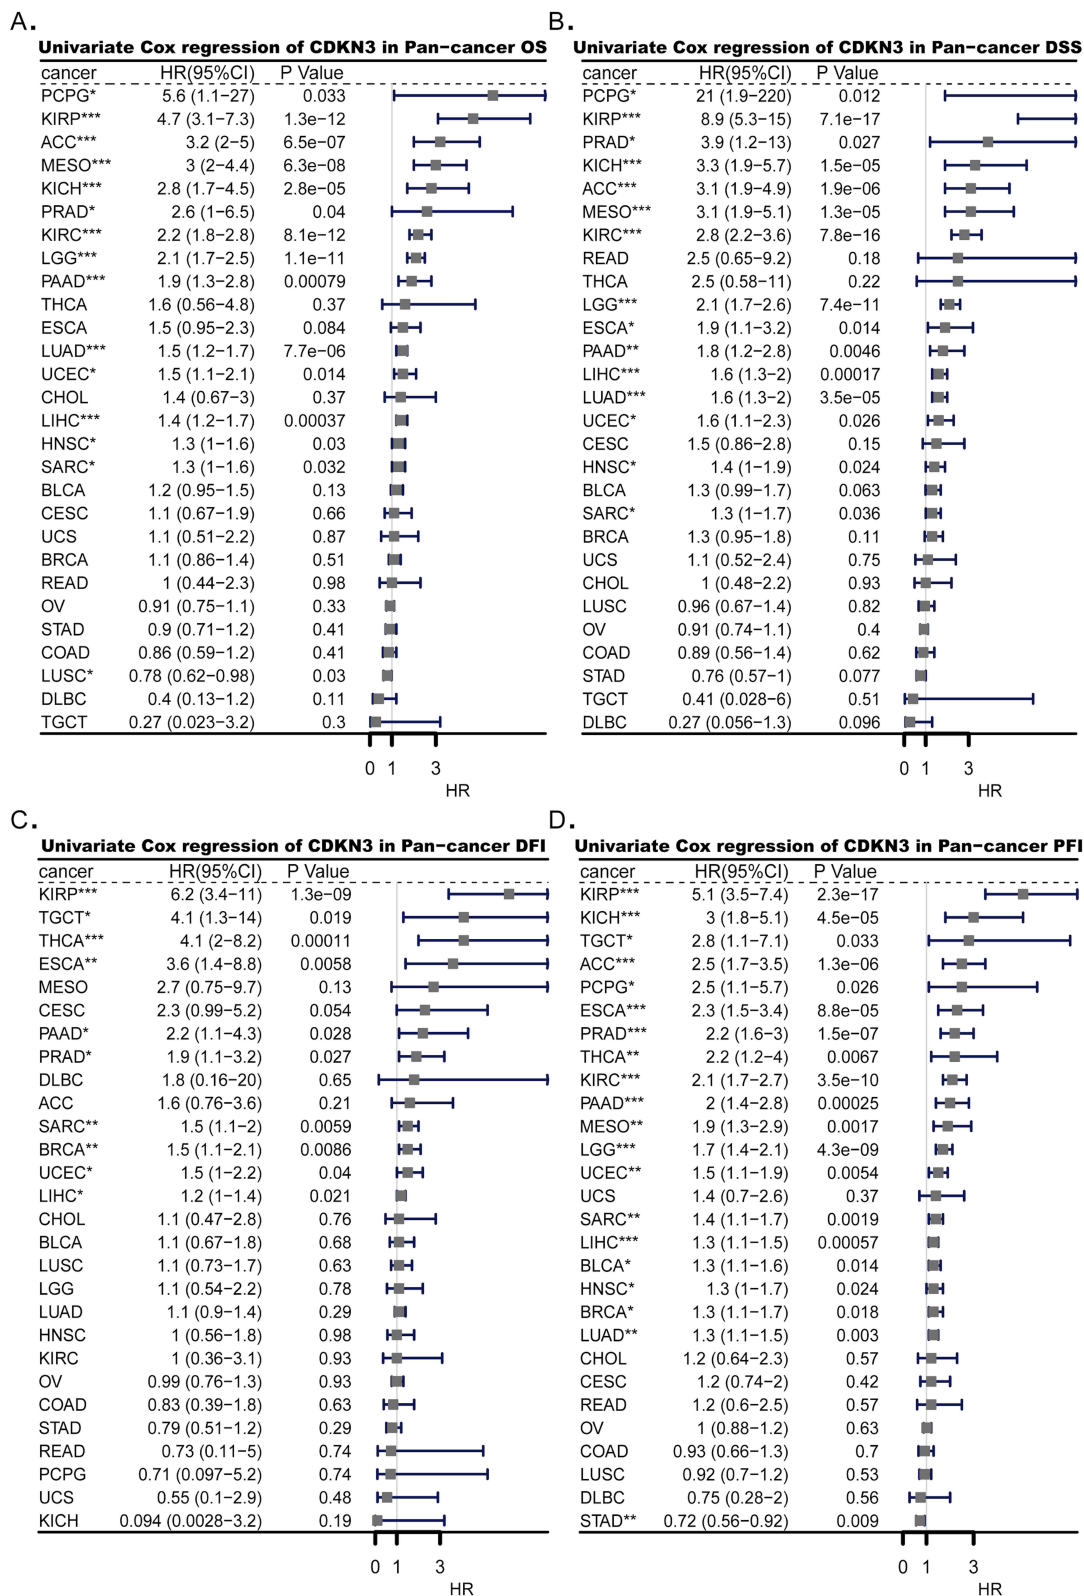 A.
Univariate Cox regression of CDKN3 in Pan−cancer OS
cancer HR(95%CI) P Value
PCPG* 5.6 (1.1−27) 0.033
KIRP*** 4.7 (3.1−7.3) 1.3e−12
ACC*** 3.2 (2−5) 6.5e−07
MESO*** 3 (2−4.4) 6.3e−08
KICH*** 2.8 (1.7−4.5) 2.8e−05
PRAD* 2.6 (1−6.5) 0.04
KIRC*** 2.2 (1.8−2.8) 8.1e−12
LGG*** 2.1 (1.7−2.5) 1.1e−11
PAAD*** 1.9 (1.3−2.8) 0.00079
THCA 1.6 (0.56−4.8) 0.37
ESCA 1.5 (0.95−2.3) 0.084
LUAD*** 1.5 (1.2−1.7) 7.7e−06
UCEC* 1.5 (1.1−2.1) 0.014
CHOL 1.4 (0.67−3) 0.37
LIHC*** 1.4 (1.2−1.7) 0.00037
HNSC* 1.3 (1−1.6) 0.03
SARC* 1.3 (1−1.6) 0.032
BLCA 1.2 (0.95−1.5) 0.13
CESC 1.1 (0.67−1.9) 0.66
UCS 1.1 (0.51−2.2) 0.87
BRCA 1.1 (0.86−1.4) 0.51
READ 1 (0.44−2.3) 0.98
OV 0.91 (0.75−1.1) 0.33
STAD 0.9 (0.71−1.2) 0.41
COAD 0.86 (0.59−1.2) 0.41
LUSC* 0.78 (0.62−0.98) 0.03
DLBC 0.4 (0.13−1.2) 0.11
TGCT 0.27 (0.023−3.2) 0.3
0 1 3
HR
B.
Univariate Cox regression of CDKN3 in Pan−cancer DSS
cancer HR(95%CI) P Value
PCPG* 21 (1.9−220) 0.012
KIRP*** 8.9 (5.3−15) 7.1e−17
PRAD* 3.9 (1.2−13) 0.027
KICH*** 3.3 (1.9−5.7) 1.5e−05
ACC*** 3.1 (1.9−4.9) 1.9e−06
MESO*** 3.1 (1.9−5.1) 1.3e−05
KIRC*** 2.8 (2.2−3.6) 7.8e−16
READ 2.5 (0.65−9.2) 0.18
THCA 2.5 (0.58−11) 0.22
LGG*** 2.1 (1.7−2.6) 7.4e−11
ESCA* 1.9 (1.1−3.2) 0.014
PAAD** 1.8 (1.2−2.8) 0.0046
LIHC*** 1.6 (1.3−2) 0.00017
LUAD*** 1.6 (1.3−2) 3.5e−05
UCEC* 1.6 (1.1−2.3) 0.026
CESC 1.5 (0.86−2.8) 0.15
HNSC* 1.4 (1−1.9) 0.024
BLCA 1.3 (0.99−1.7) 0.063
SARC* 1.3 (1−1.7) 0.036
BRCA 1.3 (0.95−1.8) 0.11
UCS 1.1 (0.52−2.4) 0.75
CHOL 1 (0.48−2.2) 0.93
LUSC 0.96 (0.67−1.4) 0.82
OV 0.91 (0.74−1.1) 0.4
COAD 0.89 (0.56−1.4) 0.62
STAD 0.76 (0.57−1) 0.077
TGCT 0.41 (0.028−6) 0.51
DLBC 0.27 (0.056−1.3) 0.096
0 1 3
HR
C.
Univariate Cox regression of CDKN3 in Pan−cancer DFI
cancer HR(95%CI) P Value
KIRP*** 6.2 (3.4−11) 1.3e−09
TGCT* 4.1 (1.3−14) 0.019
THCA*** 4.1 (2−8.2) 0.00011
ESCA** 3.6 (1.4−8.8) 0.0058
MESO 2.7 (0.75−9.7) 0.13
CESC 2.3 (0.99−5.2) 0.054
PAAD* 2.2 (1.1−4.3) 0.028
PRAD* 1.9 (1.1−3.2) 0.027
DLBC 1.8 (0.16−20) 0.65
ACC 1.6 (0.76−3.6) 0.21
SARC** 1.5 (1.1−2) 0.0059
BRCA** 1.5 (1.1−2.1) 0.0086
UCEC* 1.5 (1−2.2) 0.04
LIHC* 1.2 (1−1.4) 0.021
CHOL 1.1 (0.47−2.8) 0.76
BLCA 1.1 (0.67−1.8) 0.68
LUSC 1.1 (0.73−1.7) 0.63
LGG 1.1 (0.54−2.2) 0.78
LUAD 1.1 (0.9−1.4) 0.29
HNSC 1 (0.56−1.8) 0.98
KIRC 1 (0.36−3.1) 0.93
OV 0.99 (0.76−1.3) 0.93
COAD 0.83 (0.39−1.8) 0.63
STAD 0.79 (0.51−1.2) 0.29
READ 0.73 (0.11−5) 0.74
PCPG 0.71 (0.097−5.2) 0.74
UCS 0.55 (0.1−2.9) 0.48
KICH 0.094 (0.0028−3.2) 0.19
0 1 3
HR
D.
Univariate Cox regression of CDKN3 in Pan−cancer PFI
cancer HR(95%CI) P Value
KIRP*** 5.1 (3.5−7.4) 2.3e−17
KICH*** 3 (1.8−5.1) 4.5e−05
TGCT* 2.8 (1.1−7.1) 0.033
ACC*** 2.5 (1.7−3.5) 1.3e−06
PCPG* 2.5 (1.1−5.7) 0.026
ESCA*** 2.3 (1.5−3.4) 8.8e−05
PRAD*** 2.2 (1.6−3) 1.5e−07
THCA** 2.2 (1.2−4) 0.0067
KIRC*** 2.1 (1.7−2.7) 3.5e−10
PAAD*** 2 (1.4−2.8) 0.00025
MESO** 1.9 (1.3−2.9) 0.0017
LGG*** 1.7 (1.4−2.1) 4.3e−09
UCEC** 1.5 (1.1−1.9) 0.0054
UCS 1.4 (0.7−2.6) 0.37
SARC** 1.4 (1.1−1.7) 0.0019
LIHC*** 1.3 (1.1−1.5) 0.00057
BLCA* 1.3 (1.1−1.6) 0.014
HNSC* 1.3 (1−1.7) 0.024
BRCA* 1.3 (1.1−1.7) 0.018
LUAD** 1.3 (1.1−1.5) 0.003
CHOL 1.2 (0.64−2.3) 0.57
CESC 1.2 (0.74−2) 0.42
READ 1.2 (0.6−2.5) 0.57
OV 1 (0.88−1.2) 0.63
COAD 0.93 (0.66−1.3) 0.7
LUSC 0.92 (0.7−1.2) 0.53
DLBC 0.75 (0.28−2) 0.56
STAD** 0.72 (0.56−0.92) 0.009
0 1 3
HR